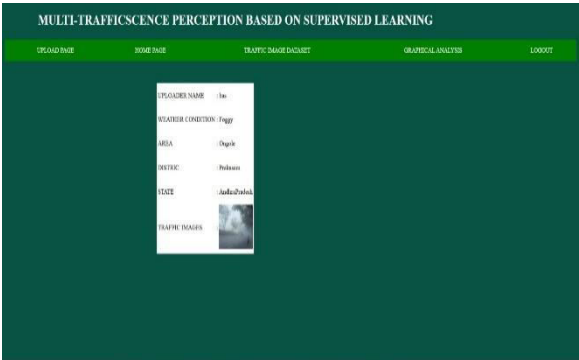 MULTI-TRAFFICSCENCE PERCEPTION BASED ON SUPERVISED LEARNING
UPLOAD PAGE HOME PAGE TRAFFIC IMAGE DATASET GRAPHICAL ANALYSIS LOGOUT
UPLOADER NAME :
WEATHER CONDITION : Foggy
AREA : Ongole
DISTRIC : Prakasam
STATE : AndhraPradesh
TRAFFIC IMAGES :